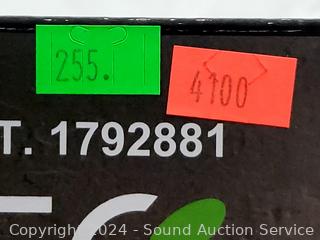 255.
4100
T. 1792881
Copyright 2024 - Sound Auction Service